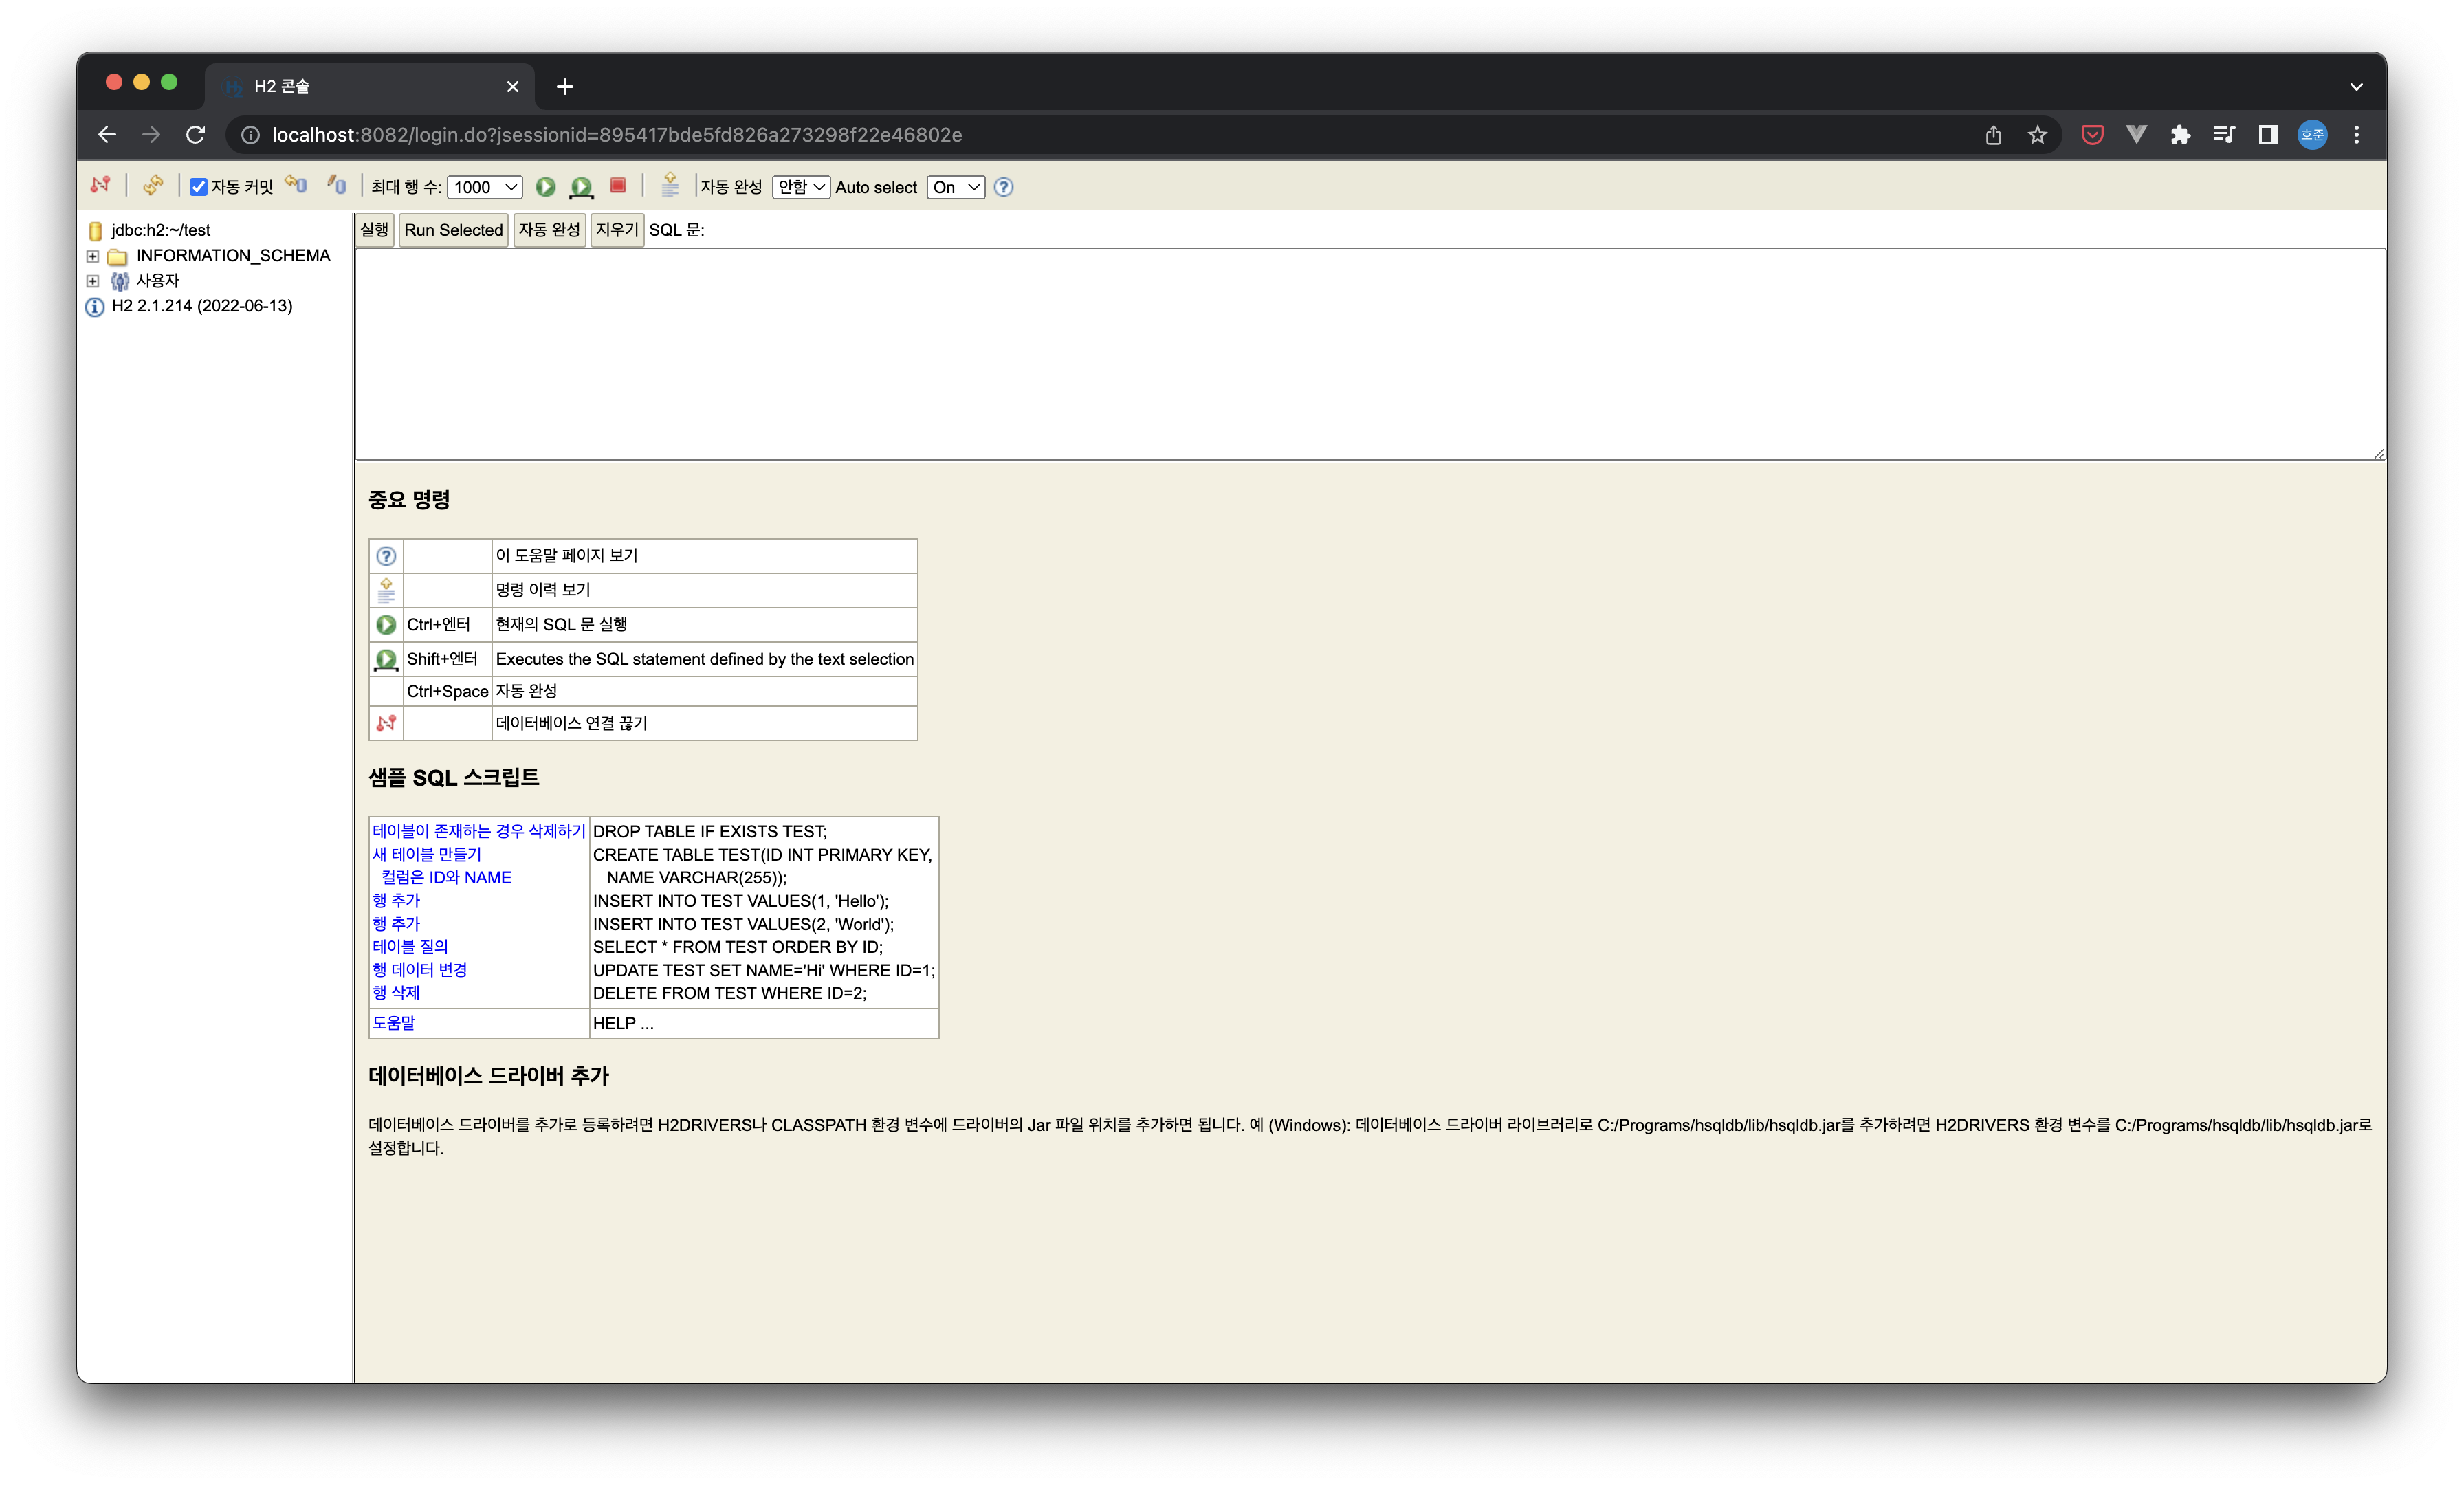 H2 콘솔
localhost:8082/login.do?jsessionid=895417bde5fd826a273298f22e46802e
호준
자동 커밋 최대 행 수: 1000 자동 완성 안함 Auto select On
jdbc:h2:~/test
INFORMATION_SCHEMA
사용자
H2 2.1.214 (2022-06-13)
실행 Run Selected 자동 완성 지우기 SQL 문:
중요 명령
이 도움말 페이지 보기
명령 이력 보기
Ctrl+엔터 현재의 SQL 문 실행
Shift+엔터 Executes the SQL statement defined by the text selection
Ctrl+Space 자동 완성
데이터베이스 연결 끊기
샘플 SQL 스크립트
테이블이 존재하는 경우 삭제하기 DROP TABLE IF EXISTS TEST;
새 테이블 만들기 CREATE TABLE TEST(ID INT PRIMARY KEY,
컬럼은 ID와 NAME NAME VARCHAR(255));
행 추가 INSERT INTO TEST VALUES(1, 'Hello');
행 추가 INSERT INTO TEST VALUES(2, 'World');
테이블 질의 SELECT * FROM TEST ORDER BY ID;
행 데이터 변경 UPDATE TEST SET NAME='Hi' WHERE ID=1;
행 삭제 DELETE FROM TEST WHERE ID=2;
도움말 HELP ...
데이터베이스 드라이버 추가
데이터베이스 드라이버를 추가로 등록하려면 H2DRIVERS나 CLASSPATH 환경 변수에 드라이버의 Jar 파일 위치를 추가하면 됩니다. 예 (Windows): 데이터베이스 드라이버 라이브러리로 C:/Programs/hsqldb/lib/hsqldb.jar를 추가하려면 H2DRIVERS 환경 변수를 C:/Programs/hsqldb/lib/hsqldb.jar로
설정합니다.